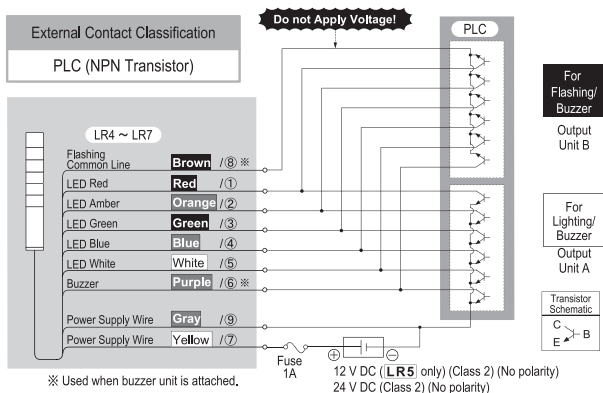 External Contact Classification
PLC (NPN Transistor)
Do not Apply Voltage!
PLC
For
Flashing/
Buzzer
Output
Unit B
LR4 ~ LR7
Flashing
Common Line Brown /⑧ ※
LED Red Red /①
LED Amber Orange /②
LED Green Green /③
LED Blue Blue /④
LED White White /⑤
Buzzer Purple /⑥ ※
Power Supply Wire Gray /⑨
Power Supply Wire Yellow /⑦
For
Lighting/
Buzzer
Output
Unit A
Transistor
Schematic
C
B
E
Fuse
1A
⊕ ⊖
12 V DC (LR5 only) (Class 2) (No polarity)
24 V DC (Class 2) (No polarity)
※ Used when buzzer unit is attached.